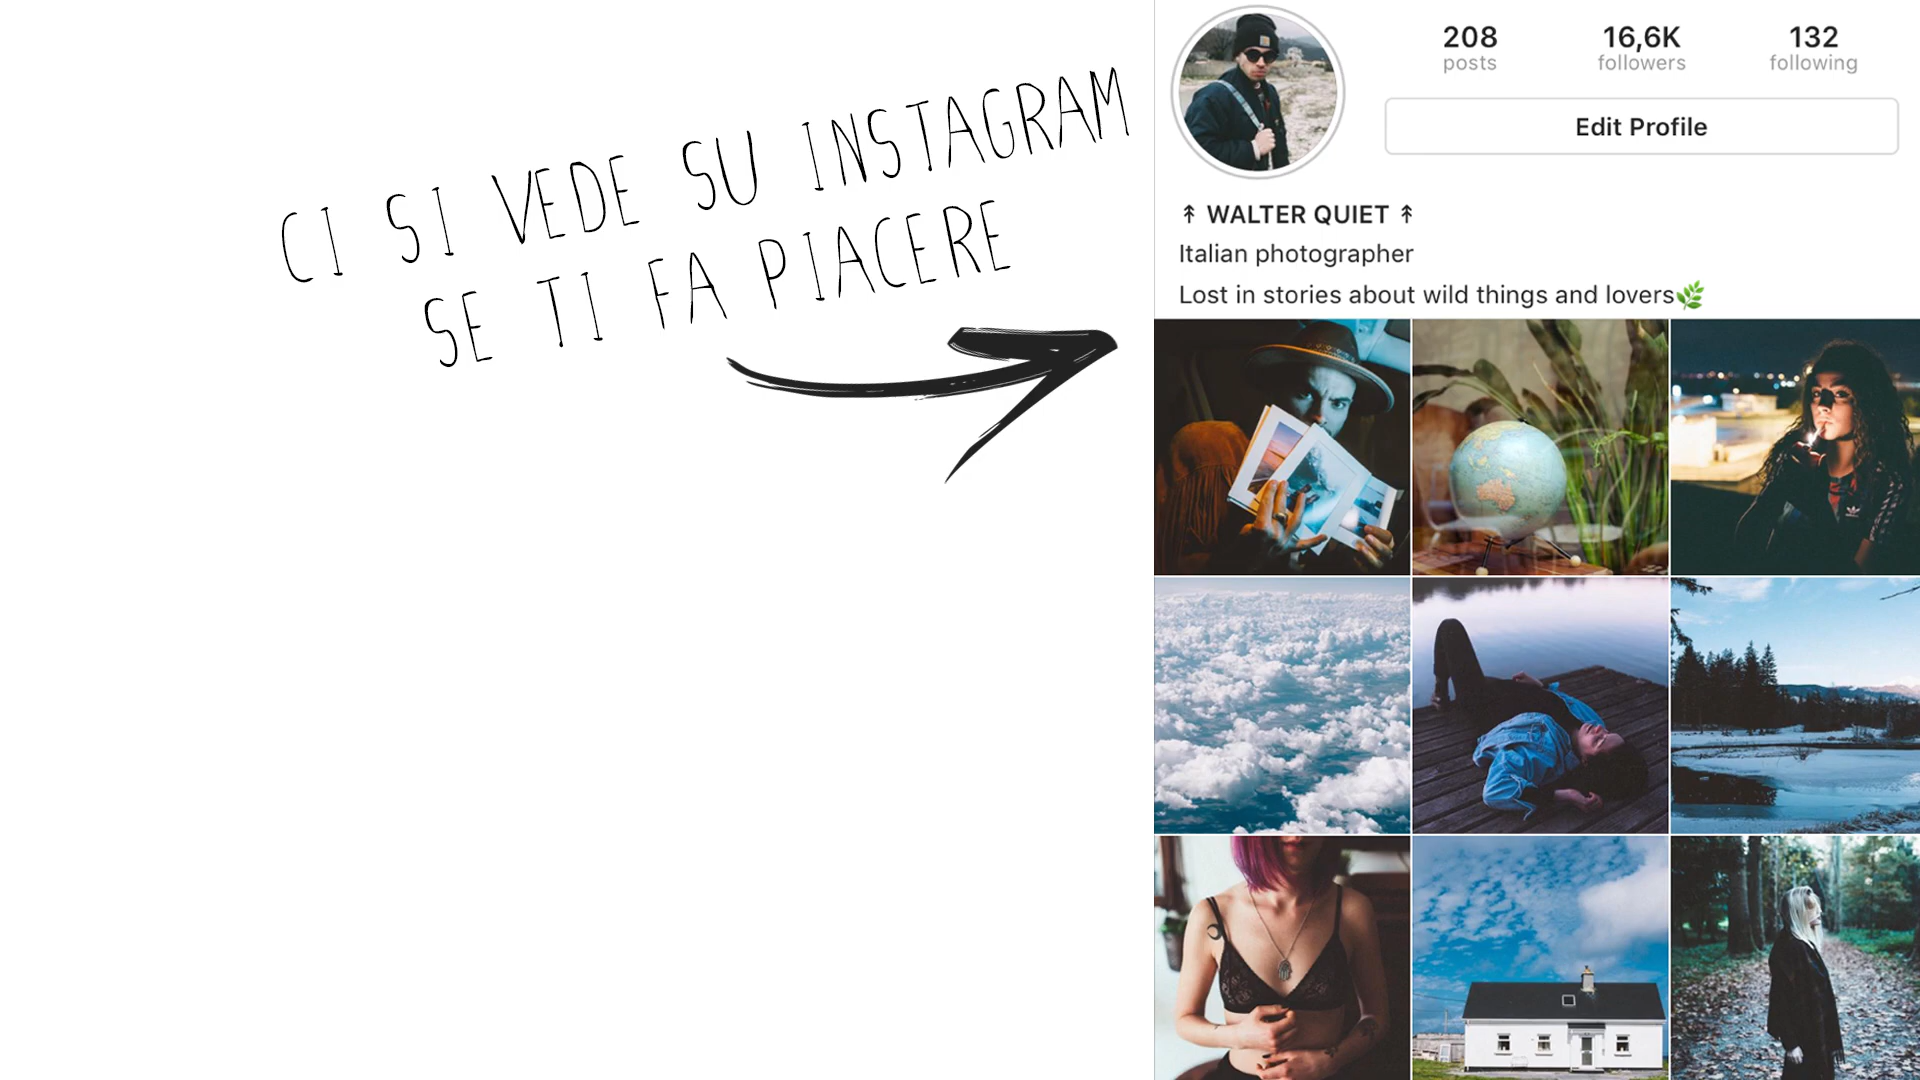 CI SI VEDE SU INSTAGRAM
SE TI FA PIACERE
208
posts
16,6K
followers
132
following
Edit Profile
↟ WALTER QUIET ↟
Italian photographer
Lost in stories about wild things and lovers🌿